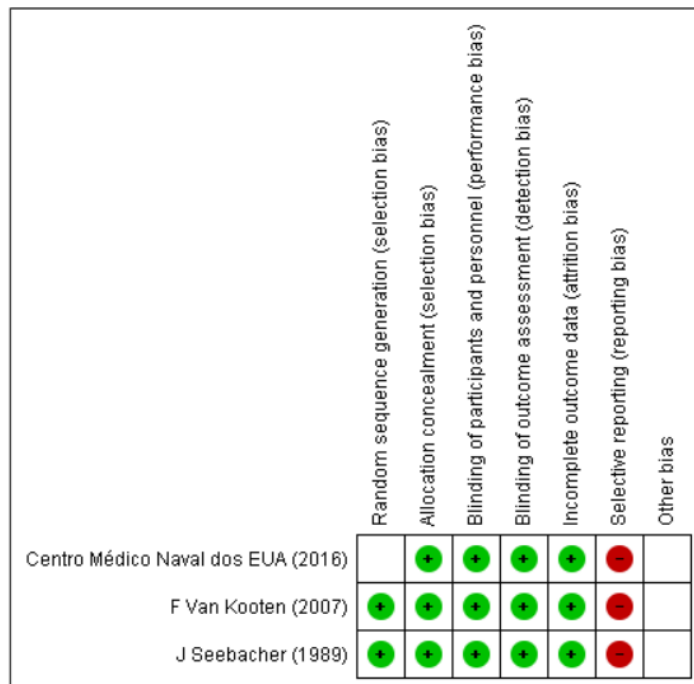 Random sequence generation (selection bias)
Allocation concealment (selection bias)
Blinding of participants and personnel (performance bias)
Blinding of outcome assessment (detection bias)
Incomplete outcome data (attrition bias)
Selective reporting (reporting bias)
Other bias
Centro Médico Naval dos EUA (2016) + + + + -
F Van Kooten (2007) + + + + + -
J Seebacher (1989) + + + + + -